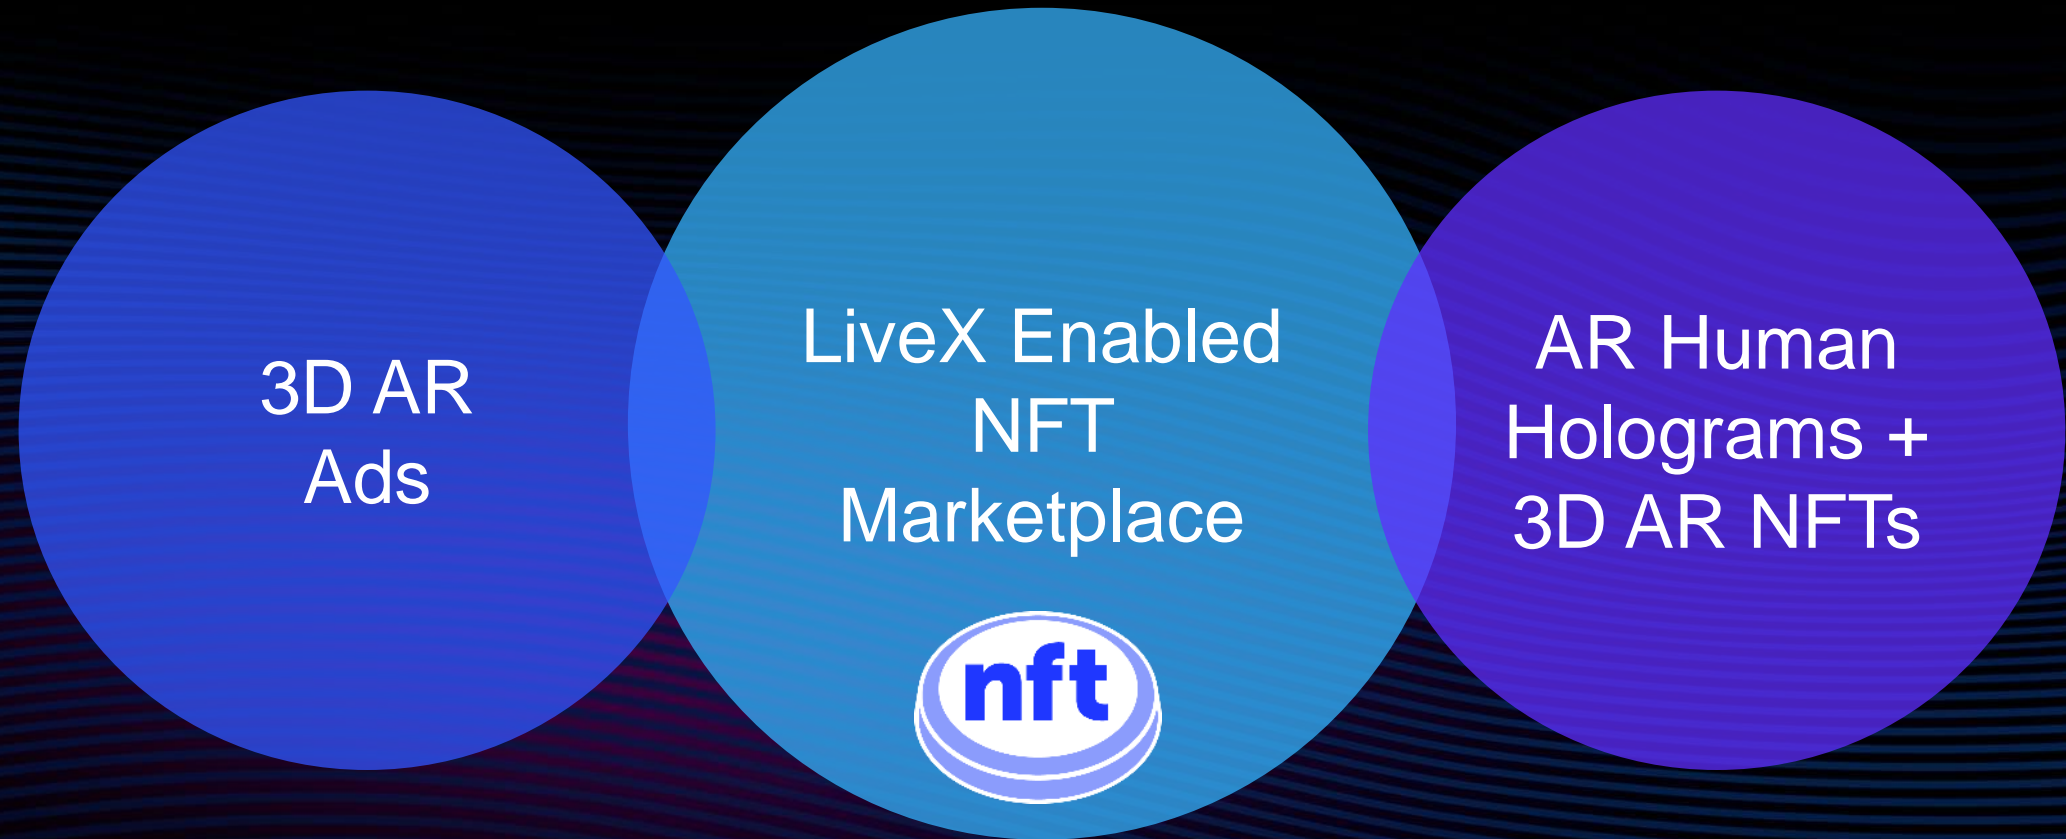 3D AR
Ads
LiveX Enabled
NFT
Marketplace
nft
AR Human
Holograms +
3D AR NFTs